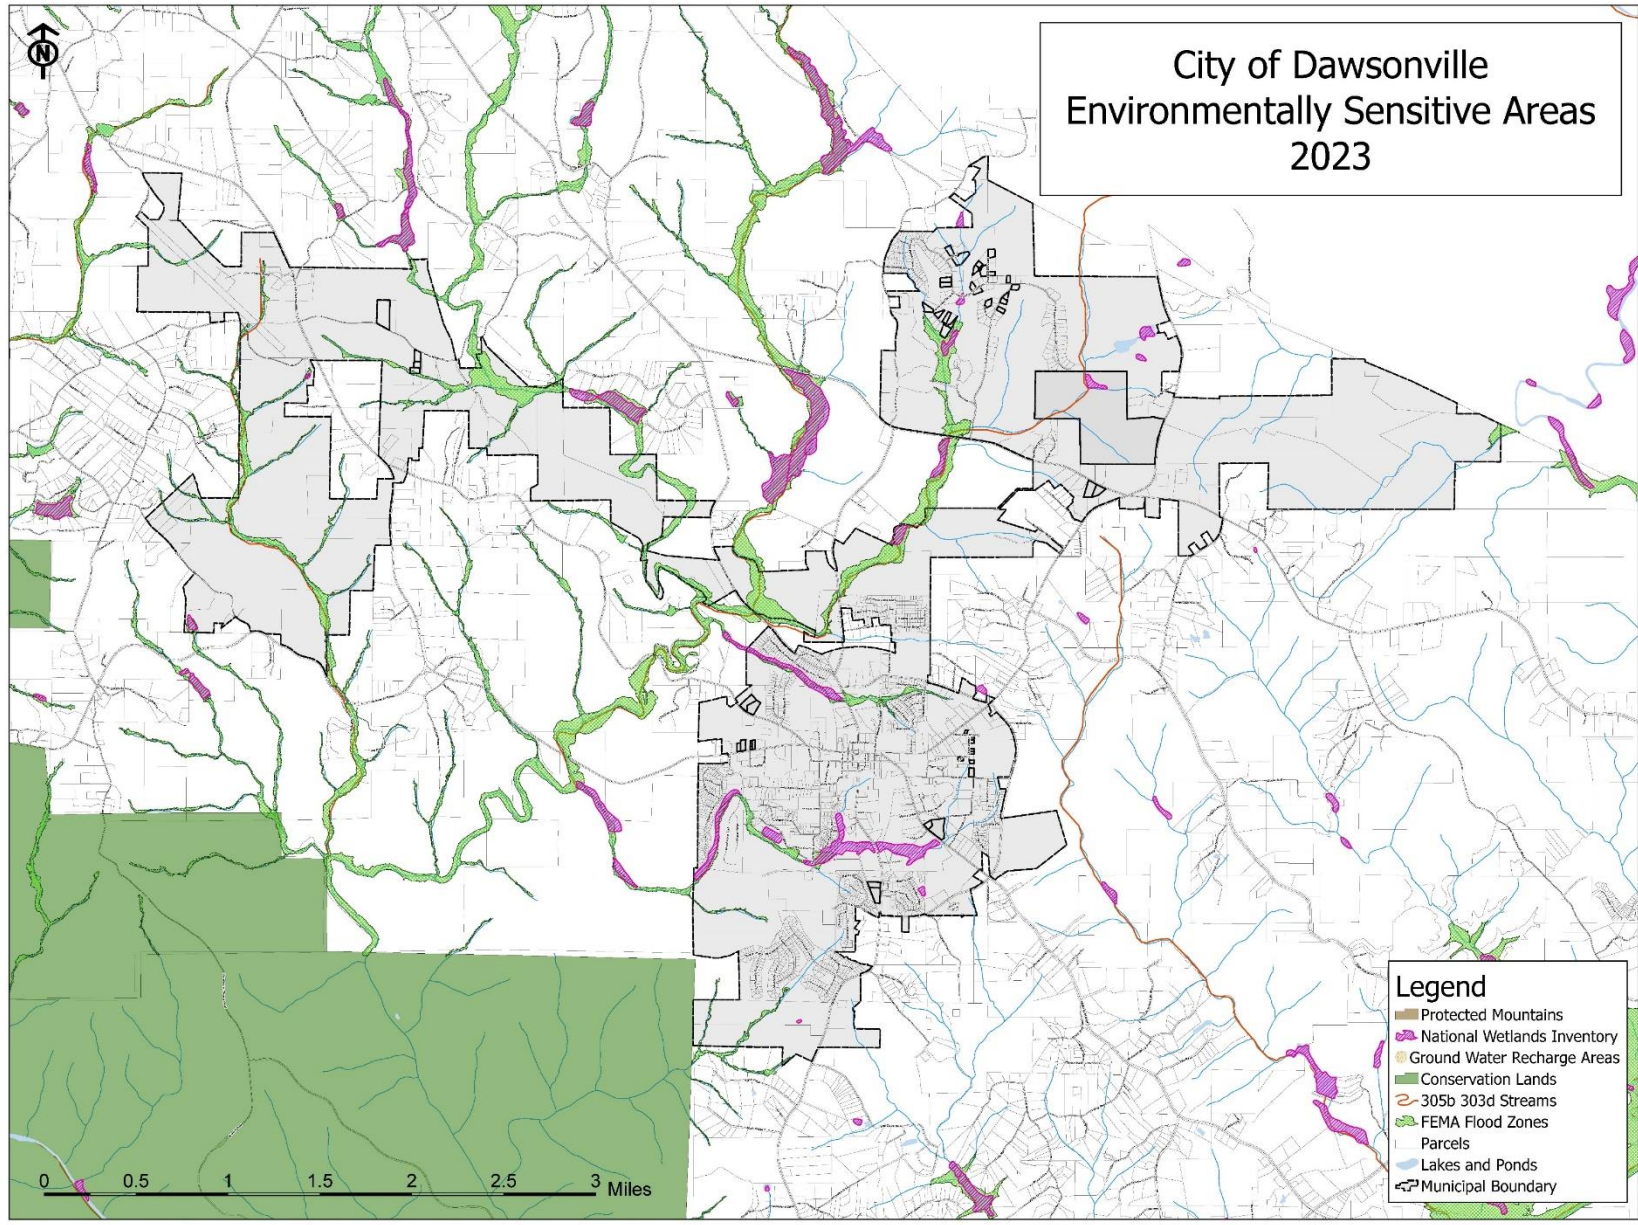 N
City of Dawsonville
Environmentally Sensitive Areas
2023
Legend
Protected Mountains
National Wetlands Inventory
Ground Water Recharge Areas
Conservation Lands
305b 303d Streams
FEMA Flood Zones
Parcels
Lakes and Ponds
Municipal Boundary
0 0.5 1 1.5 2 2.5 3 Miles